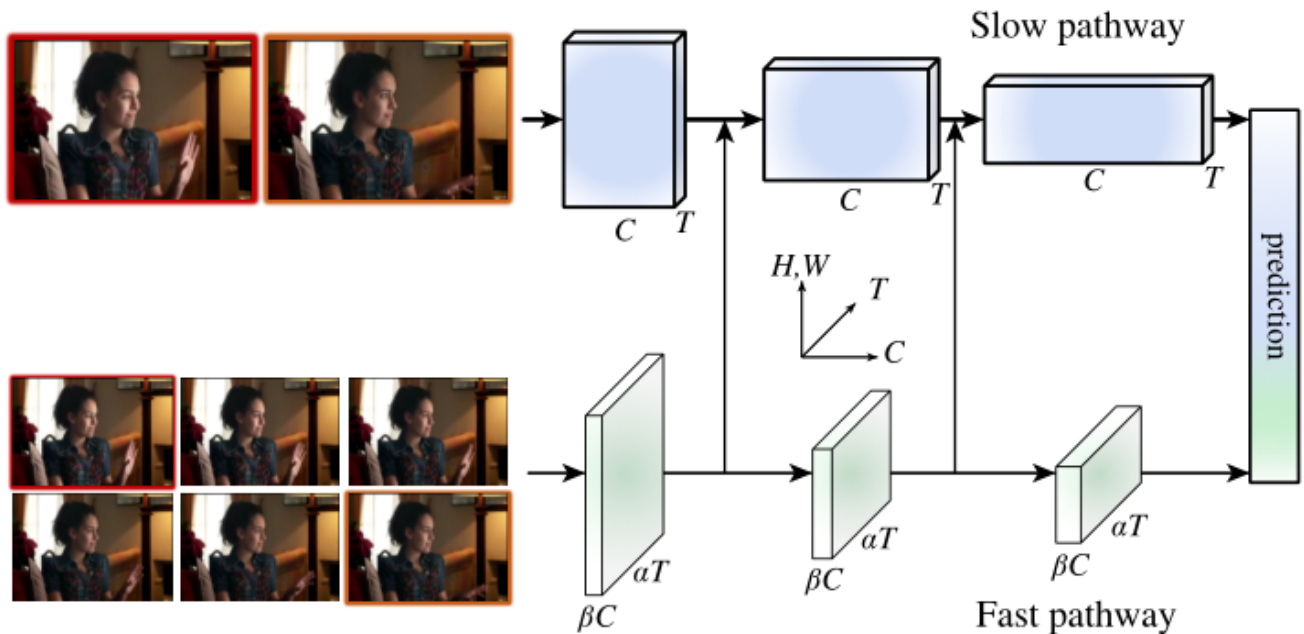 Slow pathway
C
T
C
T
C
T
H,W
T
C
prediction
αT
βC
αT
βC
αT
βC
Fast pathway